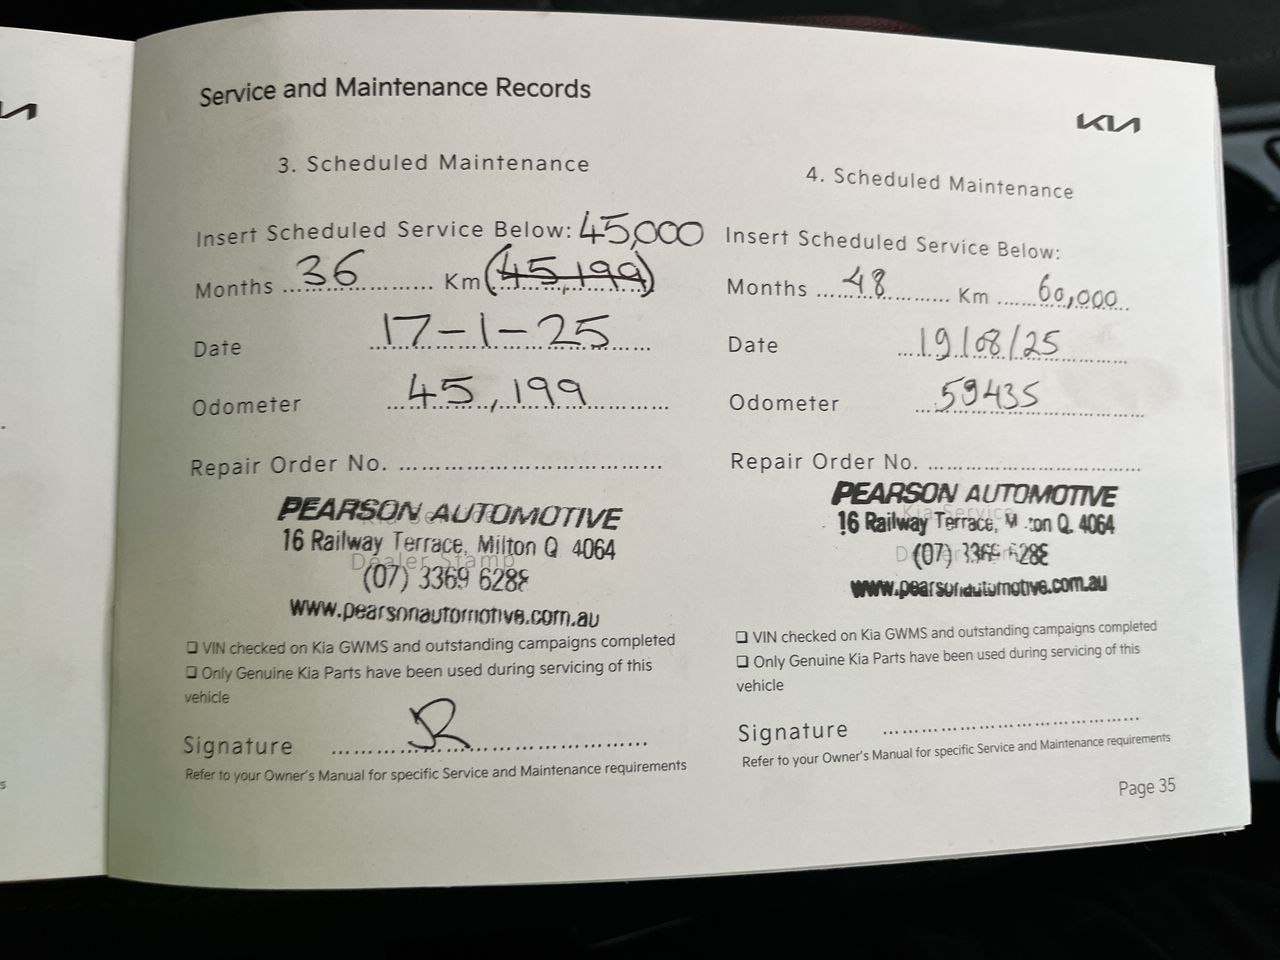 Service and Maintenance Records
KIA
3. Scheduled Maintenance
Insert Scheduled Service Below: 45,000
Months 36 Km (45,199)
Date 17-1-25
Odometer 45,199
Repair Order No.
PEARSON AUTOMOTIVE
16 Railway Terrace, Milton Q 4064
Dealer Stamp
(07) 3369 6288
www.pearsonautomotive.com.au
❑ VIN checked on Kia GWMS and outstanding campaigns completed
❑ Only Genuine Kia Parts have been used during servicing of this
vehicle
Signature
Refer to your Owner's Manual for specific Service and Maintenance requirements
4. Scheduled Maintenance
Insert Scheduled Service Below:
Months 48 Km 60,000
Date 19/08/25
Odometer 59435
Repair Order No.
PEARSON AUTOMOTIVE
Kia Service
16 Railway Terrace, Q 4064
(07)
www.pearsonautomotive.com.au
❑ VIN checked on Kia GWMS and outstanding campaigns completed
❑ Only Genuine Kia Parts have been used during servicing of this
vehicle
Signature
Refer to your Owner's Manual for specific Service and Maintenance requirements
Page 35